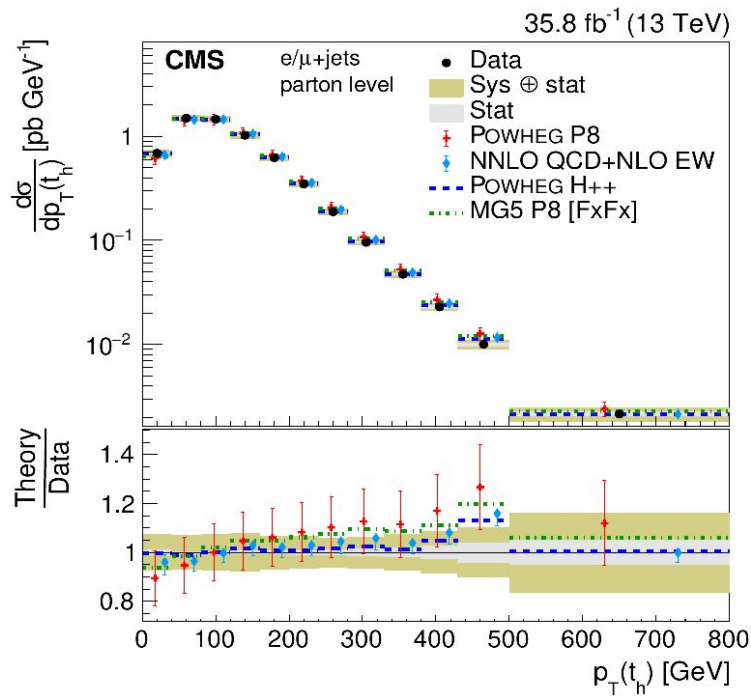 35.8 fb⁻¹ (13 TeV)
CMS
e/μ+jets
parton level
Data
Sys ⊕ stat
Stat
POWHEG P8
NNLO QCD+NLO EW
POWHEG H++
MG5 P8 [FxFx]
dσ
dp_T(t_h) [pb GeV⁻¹]
1
10⁻¹
10⁻²
Theory
Data
1.4
1.2
1
0.8
0 100 200 300 400 500 600 700 800
p_T(t_h) [GeV]